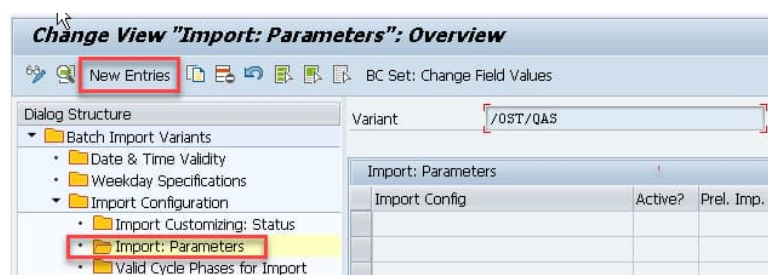 Change View "Import: Parameters": Overview
New Entries BC Set: Change Field Values
Dialog Structure
Batch Import Variants
Date & Time Validity
Weekday Specifications
Import Configuration
Import Customizing: Status
Import: Parameters
Valid Cycle Phases for Import
Variant /OST/QAS
Import: Parameters
Import Config Active? Prel. Imp.